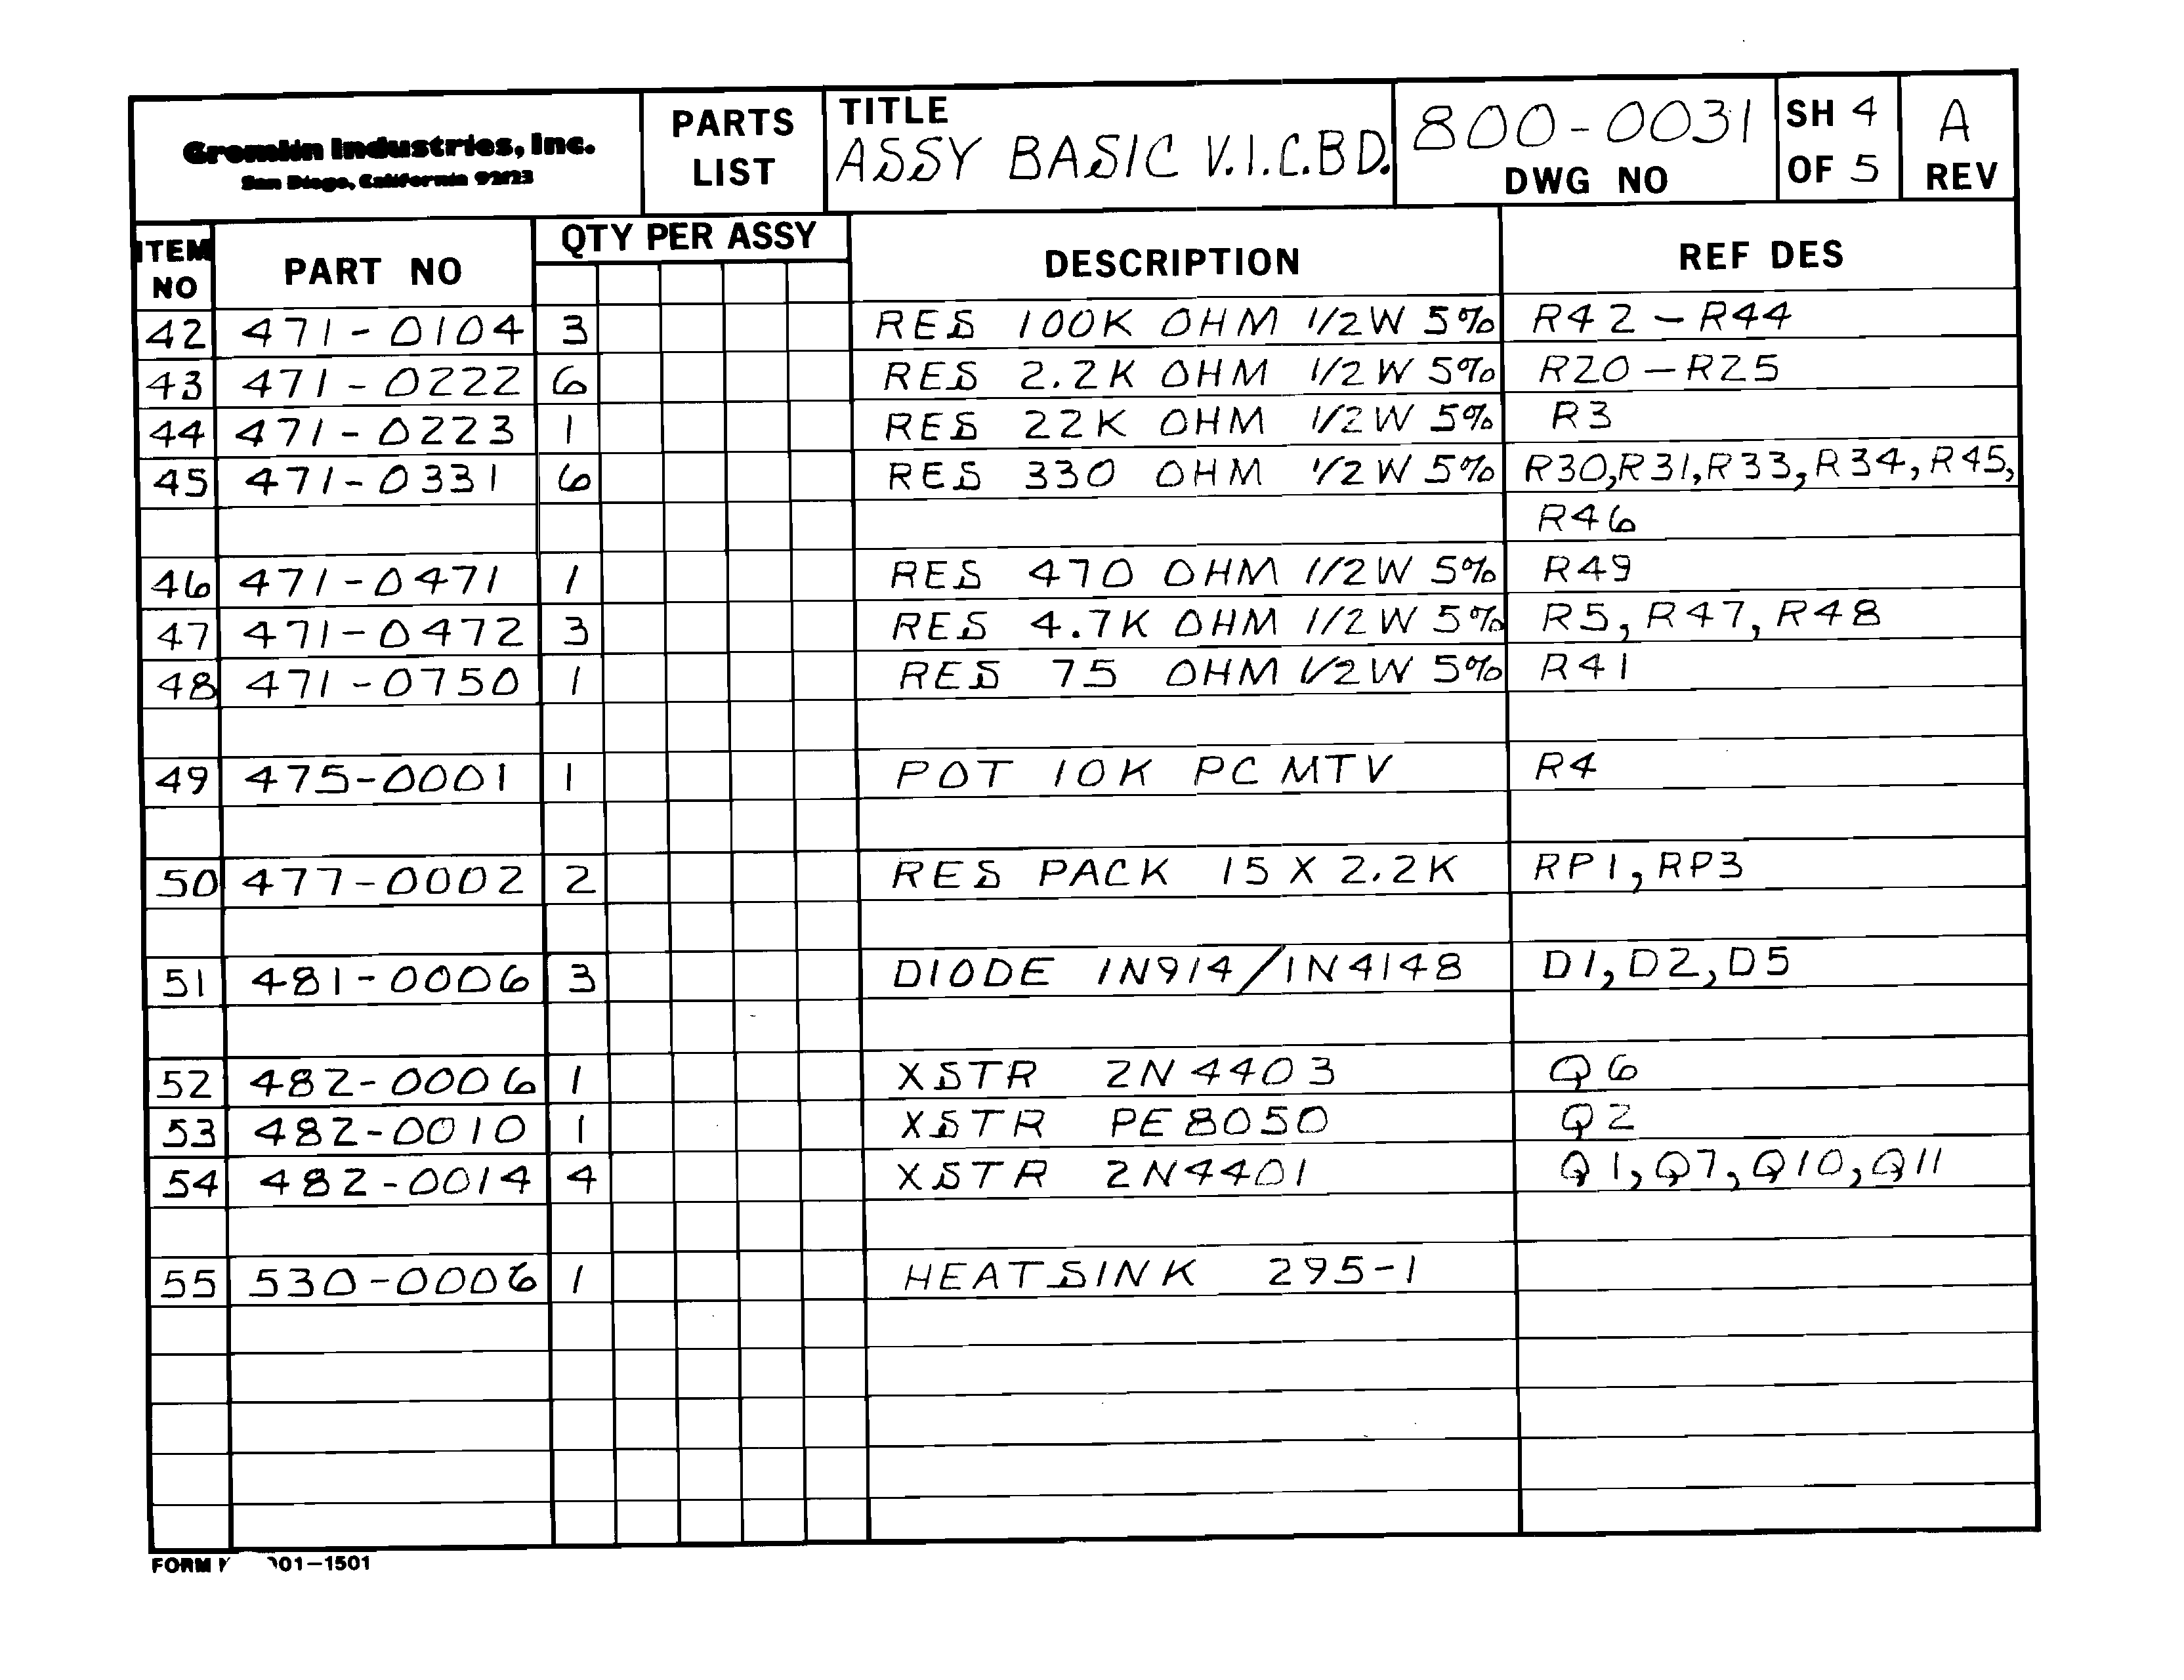 Gremlin Industries, Inc.
San Diego, California 92123
PARTS LIST
TITLE
ASSY BASIC V.I.C.BD.
800-0031
DWG NO
SH 4
OF 5
A
REV
ITEM NO PART NO QTY PER ASSY DESCRIPTION REF DES
42 471-0104 3 RES 100K OHM 1/2W 5% R42-R44
43 471-0222 6 RES 2.2K OHM 1/2W 5% R20-R25
44 471-0223 1 RES 22K OHM 1/2W 5% R3
45 471-0331 6 RES 330 OHM 1/2W 5% R30,R31,R33,R34,R45,
R46
46 471-0471 1 RES 470 OHM 1/2W 5% R49
47 471-0472 3 RES 4.7K OHM 1/2W 5% R5,R47,R48
48 471-0750 1 RES 75 OHM 1/2W 5% R41
49 475-0001 1 POT 10K PC MTV R4
50 477-0002 2 RES PACK 15 X 2.2K RP1,RP3
51 481-0006 3 DIODE 1N914/1N4148 D1,D2,D5
52 482-0006 1 XSTR 2N4403 Q6
53 482-0010 1 XSTR PE8050 Q2
54 482-0014 4 XSTR 2N4401 Q1,Q7,Q10,Q11
55 530-0006 1 HEATSINK 295-1
FORM 01-1501